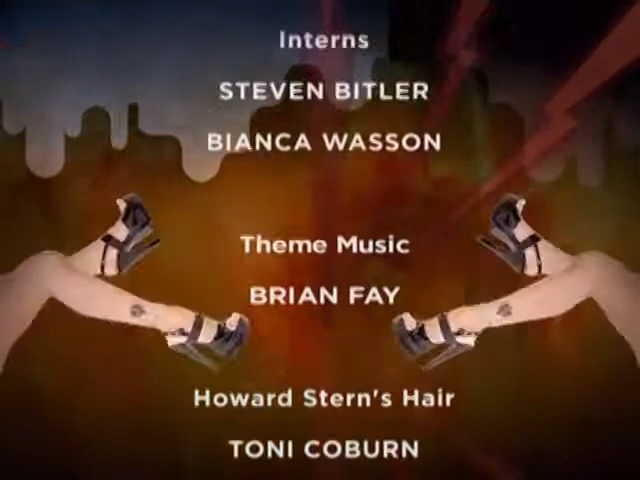 Interns
STEVEN BITLER
BIANCA WASSON
Theme Music
BRIAN FAY
Howard Stern's Hair
TONI COBURN